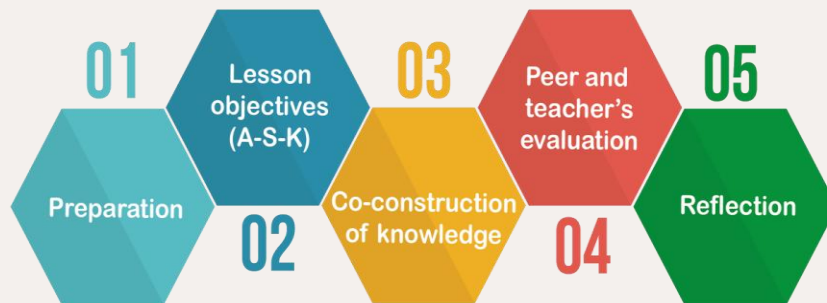 01
Preparation
Lesson
objectives
(A-S-K)
02
03
Co-construction
of knowledge
Peer and
teacher's
evaluation
04
05
Reflection